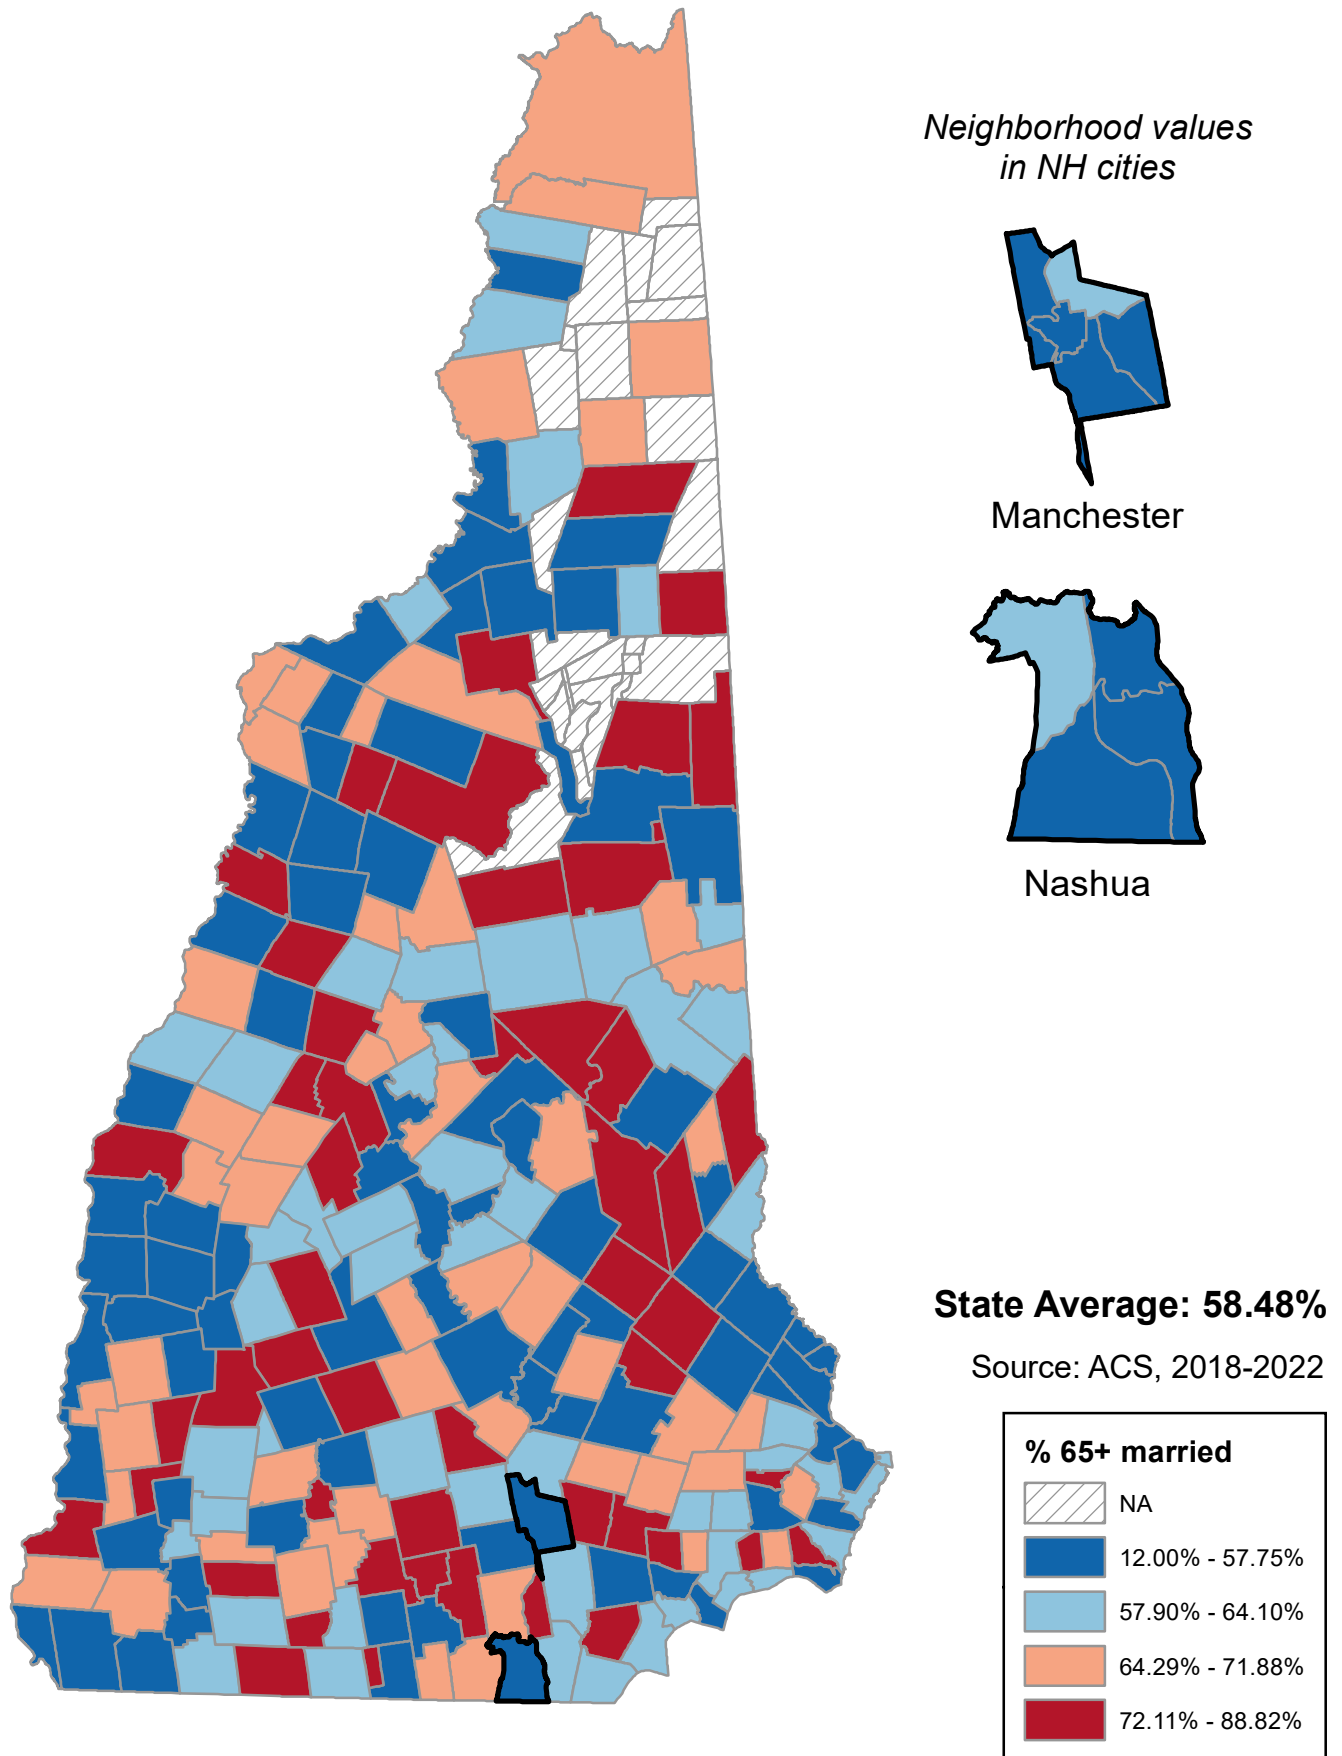 Neighborhood values
in NH cities
Manchester
Nashua
State Average: 58.48%
Source: ACS, 2018-2022
% 65+ married
NA
12.00% - 57.75%
57.90% - 64.10%
64.29% - 71.88%
72.11% - 88.82%